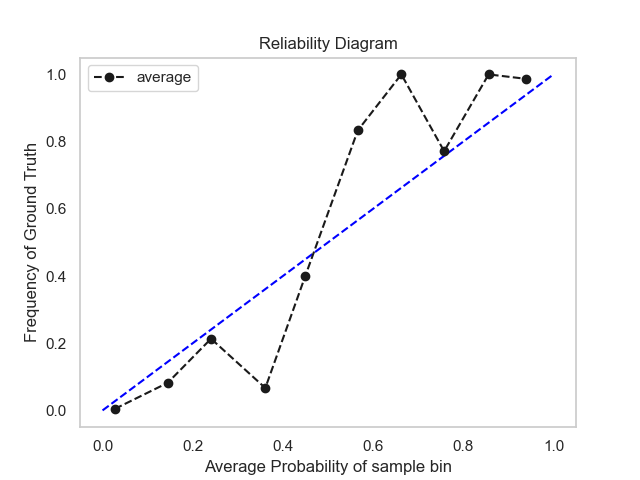 Reliability Diagram
average
Frequency of Ground Truth
1.0
0.8
0.6
0.4
0.2
0.0
0.0 0.2 0.4 0.6 0.8 1.0
Average Probability of sample bin